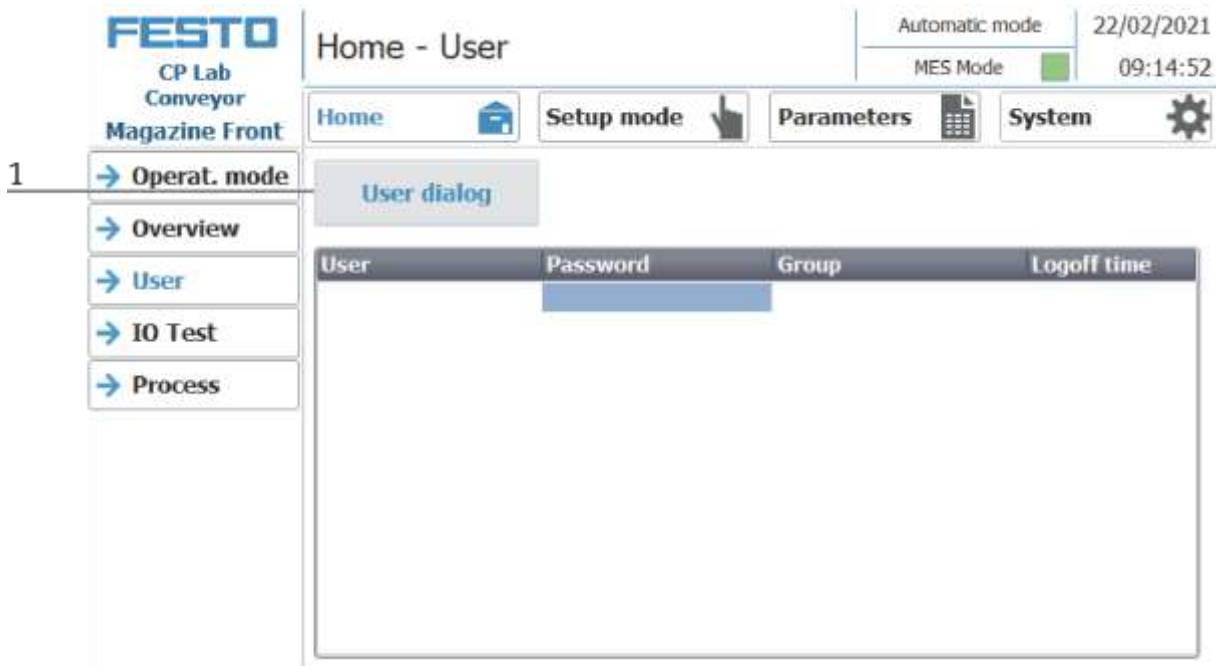 FESTO
CP Lab
Conveyor
Magazine Front
Home - User
Automatic mode
MES Mode
22/02/2021
09:14:52
Home
Setup mode
Parameters
System
1
Operat. mode
Overview
User
IO Test
Process
User dialog
User Password Group Logoff time